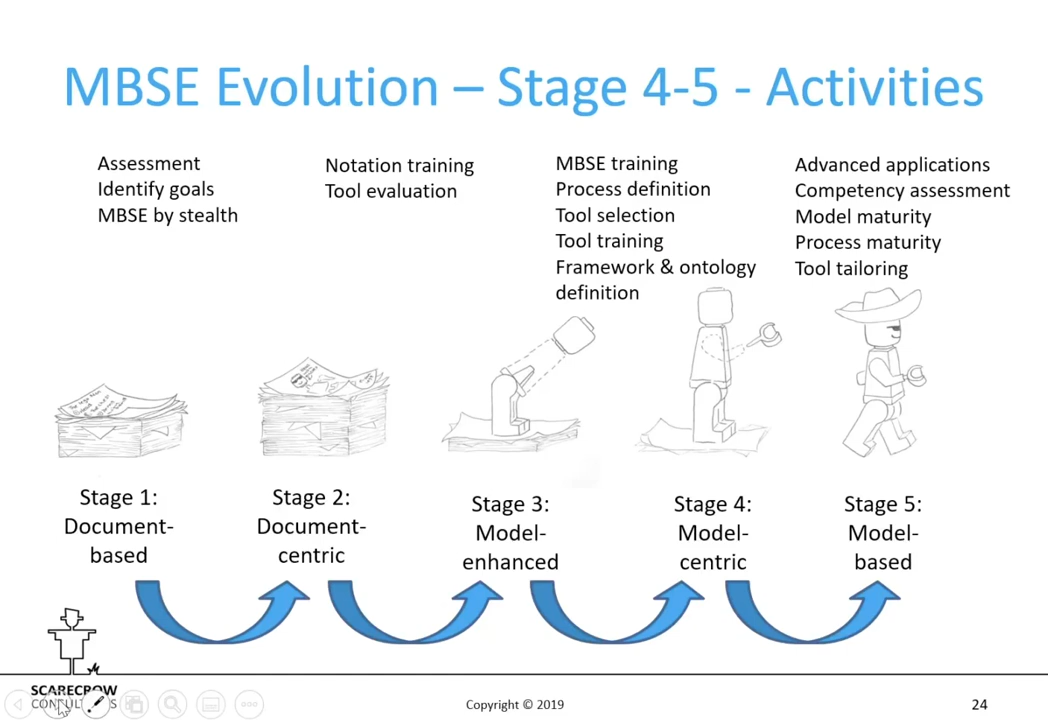 MBSE Evolution – Stage 4-5 - Activities
Assessment
Identify goals
MBSE by stealth
Notation training
Tool evaluation
MBSE training
Process definition
Tool selection
Tool training
Framework & ontology
definition
Advanced applications
Competency assessment
Model maturity
Process maturity
Tool tailoring
Stage 1:
Document-
based
Stage 2:
Document-
centric
Stage 3:
Model-
enhanced
Stage 4:
Model-
centric
Stage 5:
Model-
based
SCARECROW
Copyright © 2019
24